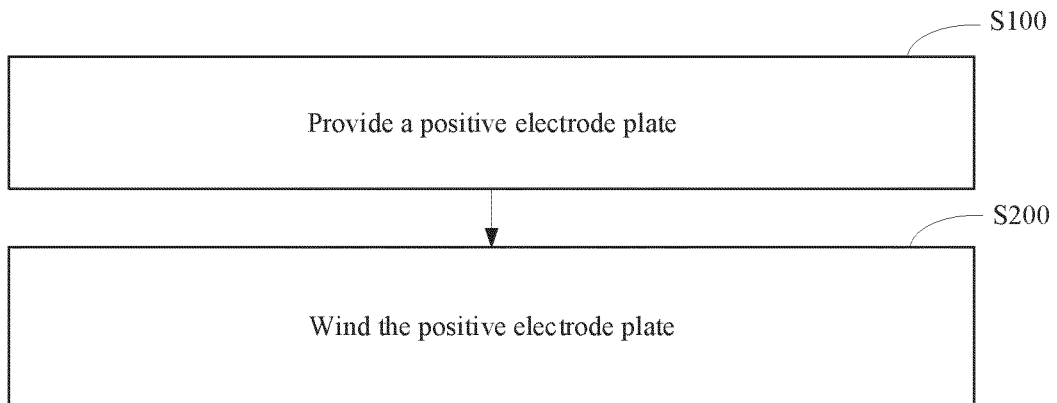 S100
Provide a positive electrode plate
S200
Wind the positive electrode plate